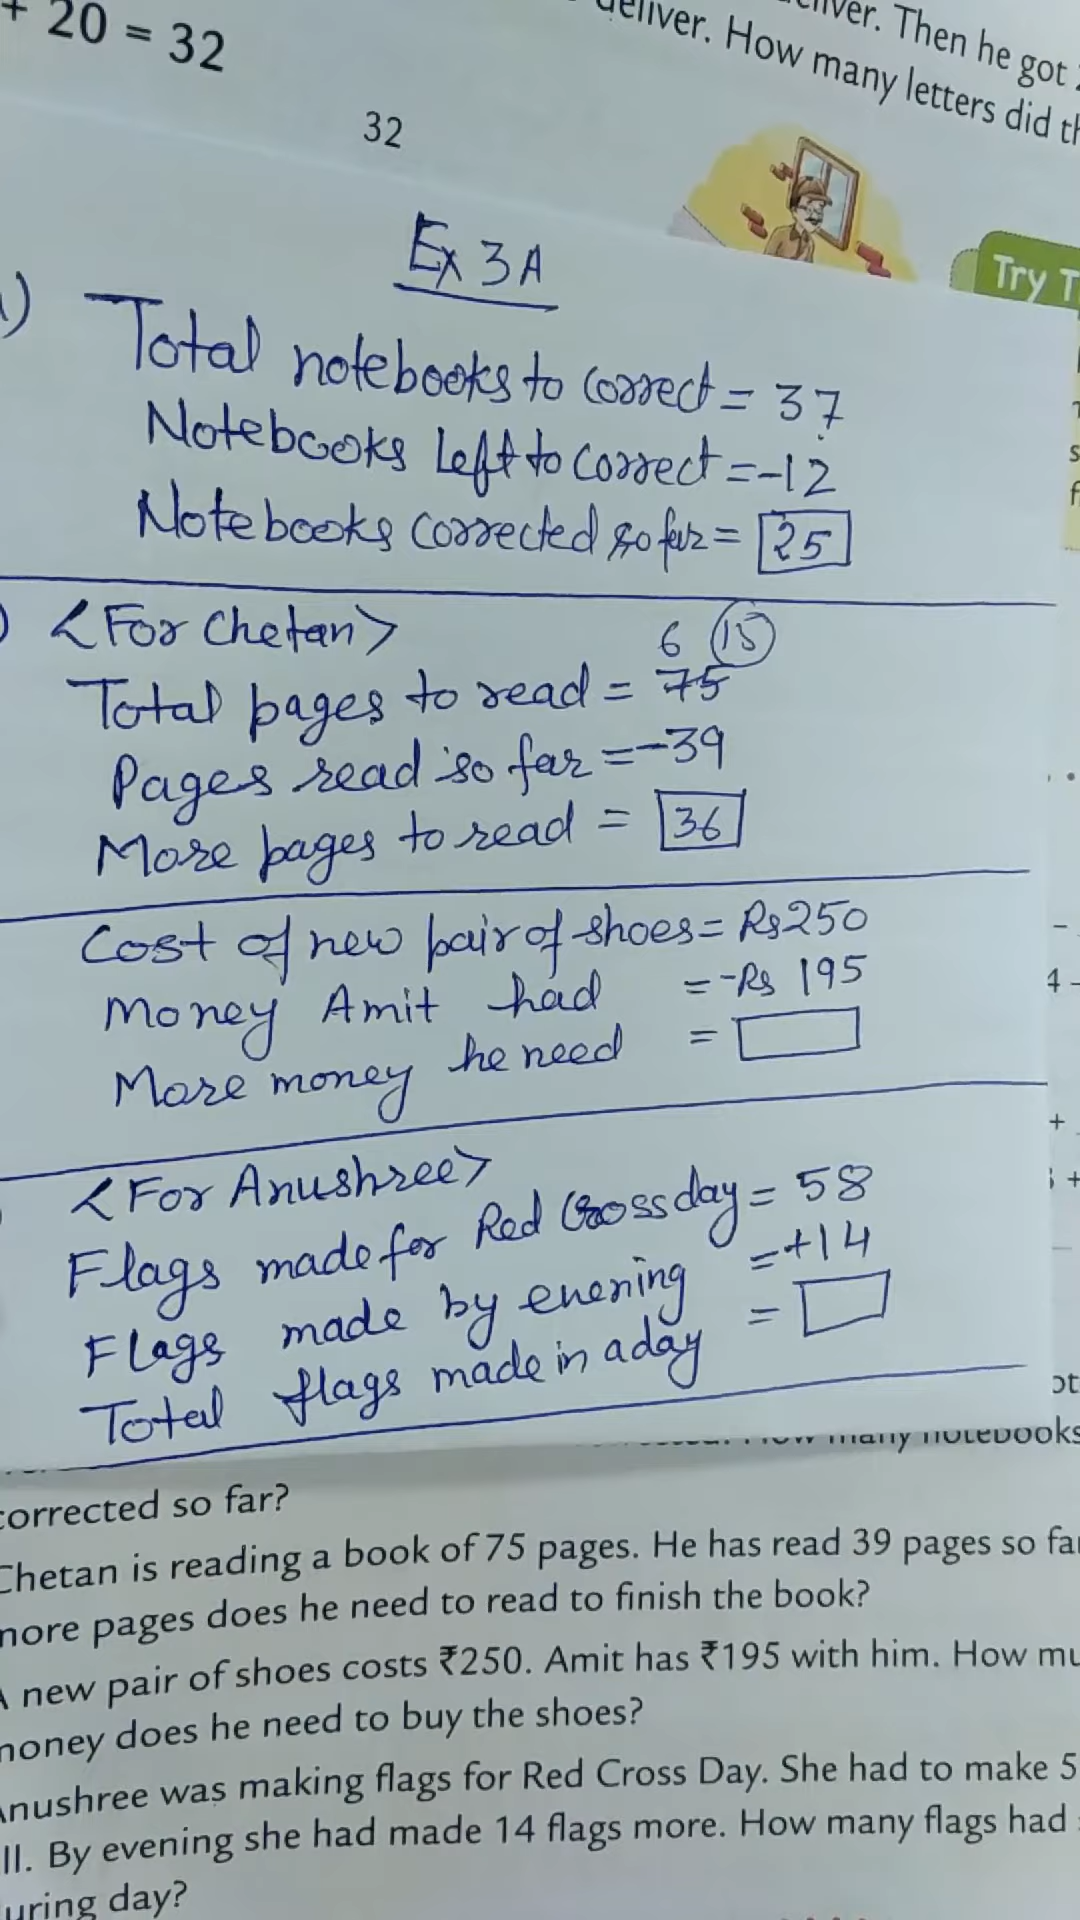 + 20 = 32
deliver. Then he got
deliver. How many letters did th
32
Try T
Ex 3A
Total notebooks to correct = 37
Notebooks left to correct = -12
Notebooks corrected so far = 25
<For Chetan>
6 15
Total pages to read = 75
Pages read so far = -39
More pages to read = 36
Cost of new pair of shoes = Rs 250
Money Amit had = -Rs 195
More money he need =
<For Anushree>
Flags made for Red Cross day = 58
Flags made by evening = +14
Total flags made in a day =
many notebooks
corrected so far?
Chetan is reading a book of 75 pages. He has read 39 pages so fa
more pages does he need to read to finish the book?
A new pair of shoes costs ₹250. Amit has ₹195 with him. How mu
money does he need to buy the shoes?
Anushree was making flags for Red Cross Day. She had to make 5
ll. By evening she had made 14 flags more. How many flags had
uring day?